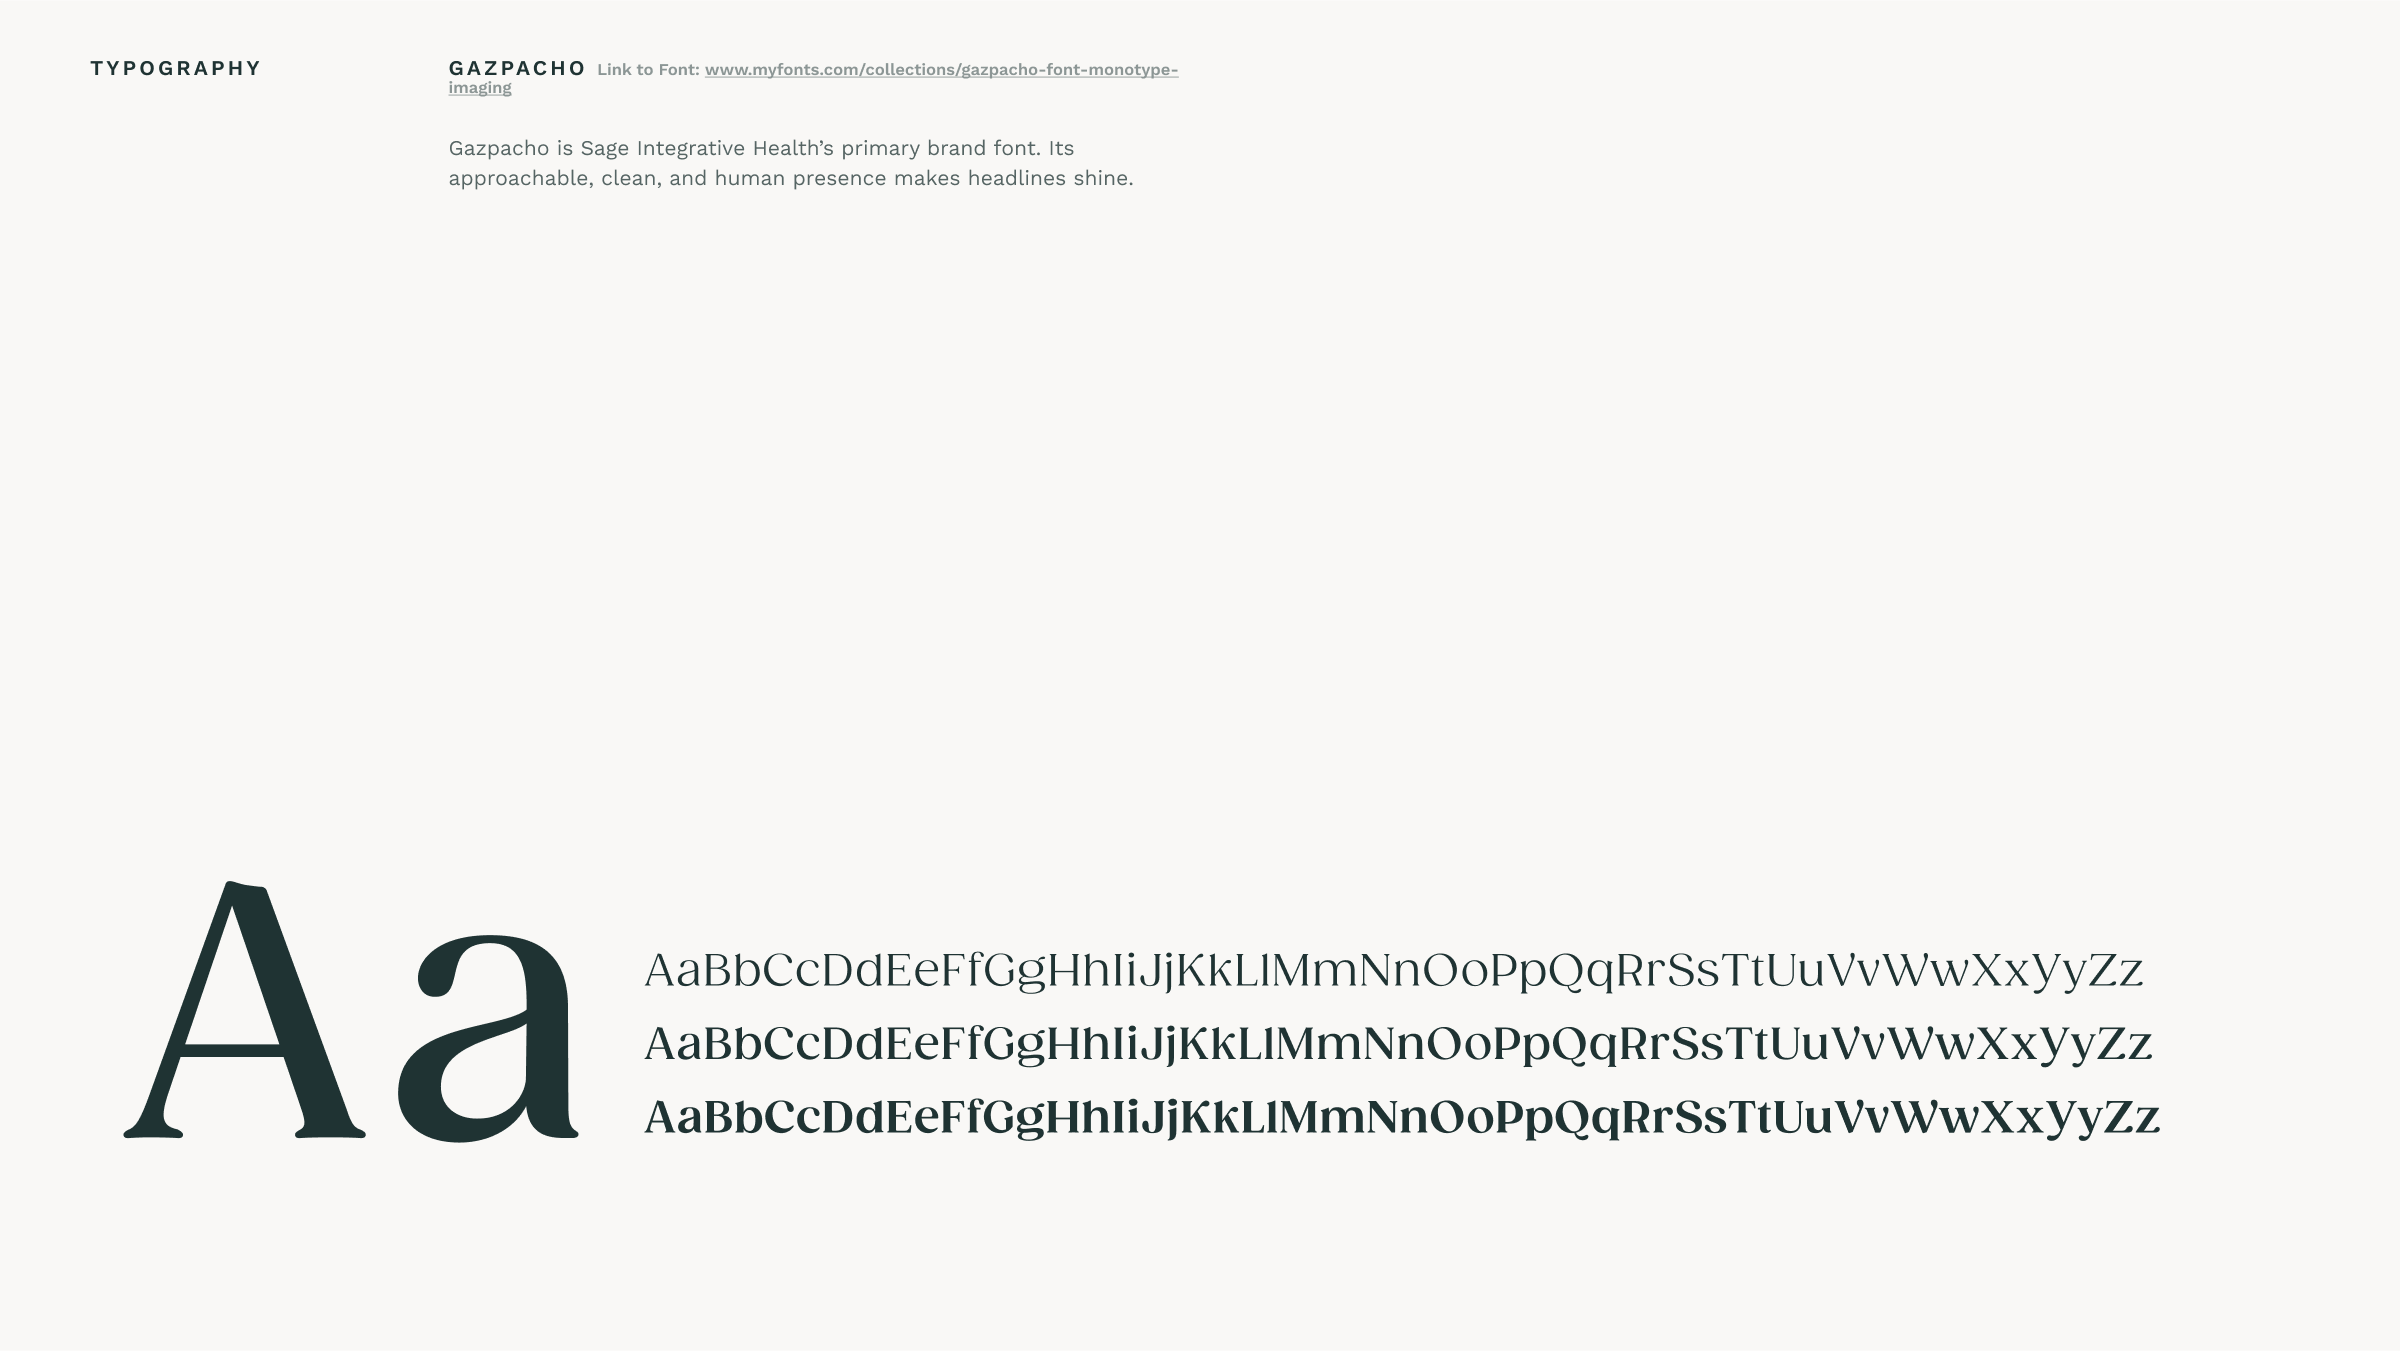 TYPOGRAPHY
GAZPACHO Link to Font: www.myfonts.com/collections/gazpacho-font-monotype-
imaging
Gazpacho is Sage Integrative Health’s primary brand font. Its
approachable, clean, and human presence makes headlines shine.
Aa
AaBbCcDdEeFfGgHhIiJjKkLlMmNnOoPpQqRrSsTtUuVvWwXxYyZz
AaBbCcDdEeFfGgHhIiJjKkLlMmNnOoPpQqRrSsTtUuVvWwXxYyZz
AaBbCcDdEeFfGgHhIiJjKkLlMmNnOoPpQqRrSsTtUuVvWwXxYyZz